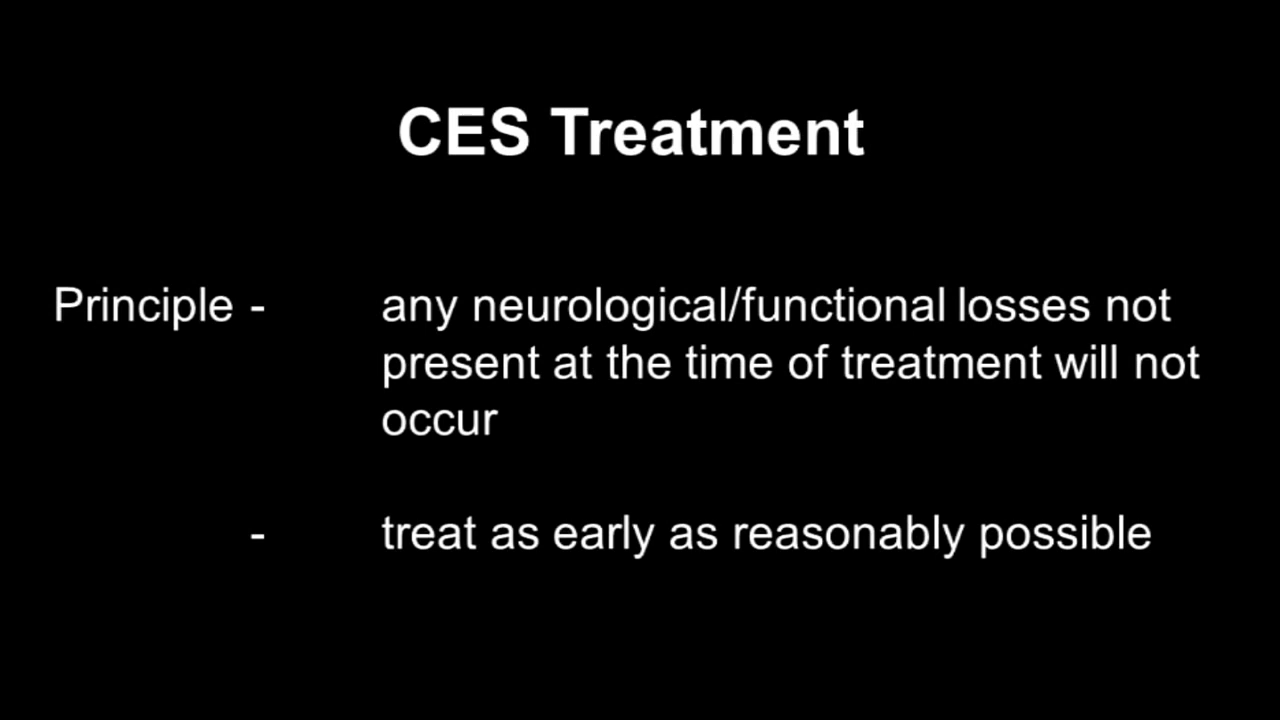 CES Treatment
Principle - any neurological/functional losses not
present at the time of treatment will not
occur
- treat as early as reasonably possible